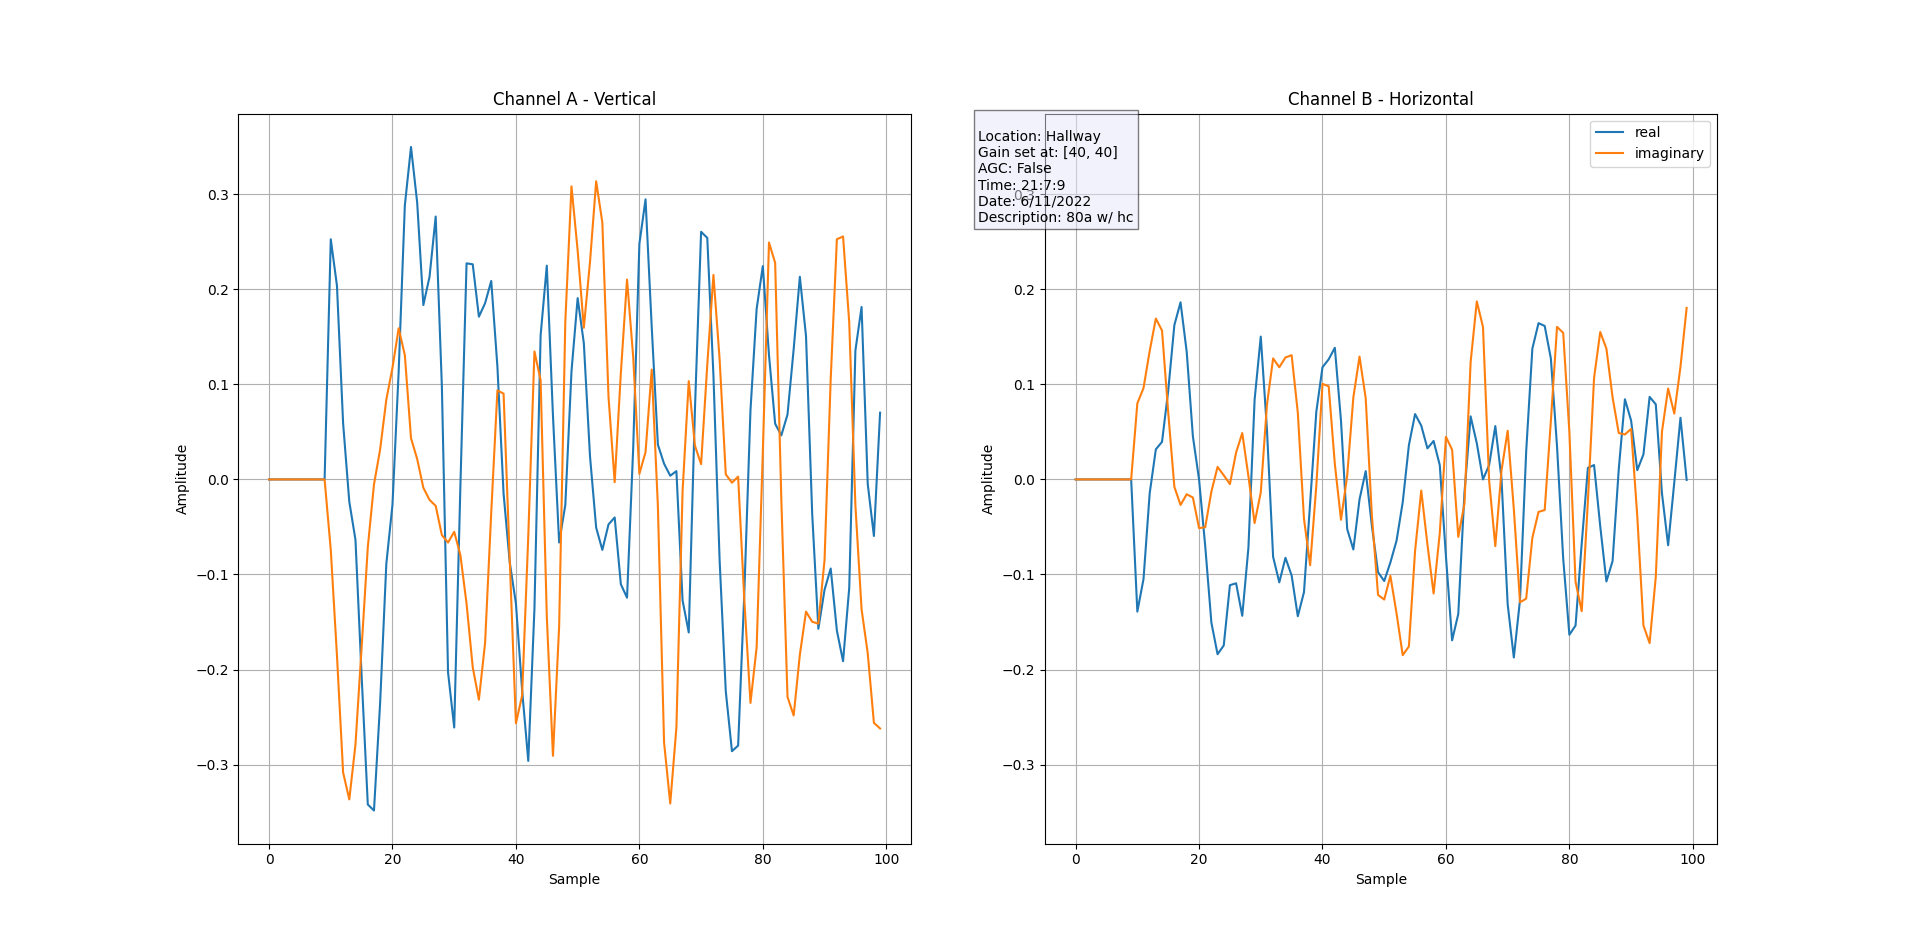 Channel A - Vertical
Amplitude
0.3
0.2
0.1
0.0
−0.1
−0.2
−0.3
0
20
40
60
80
100
Sample
Channel B - Horizontal
Location: Hallway
Gain set at: [40, 40]
AGC: False
Time: 21:7:9
Date: 6/11/2022
Description: 80a w/ hc
real
imaginary
Amplitude
0.3
0.2
0.1
0.0
−0.1
−0.2
−0.3
0
20
40
60
80
100
Sample